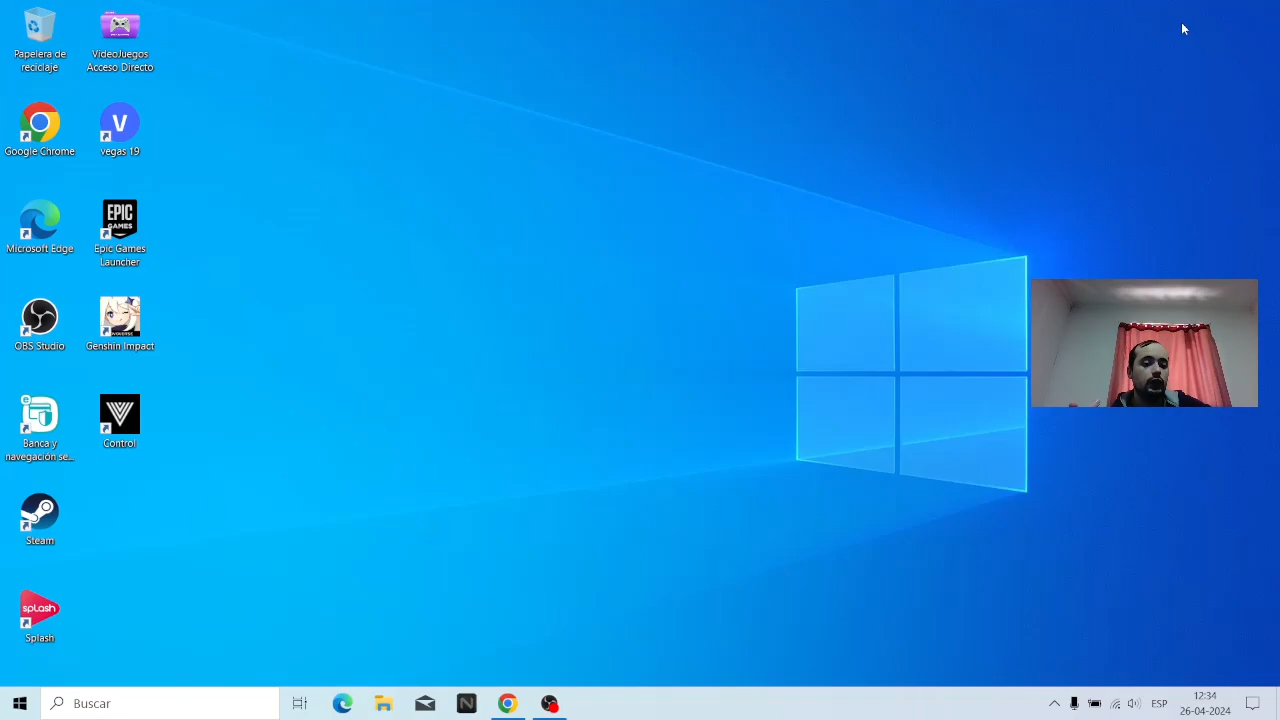 Papelera de
reciclaje
VideoJuegos
Acceso Directo
Google Chrome
V
vegas 19
Microsoft Edge
EPIC
GAMES
Epic Games
Launcher
OBS Studio
Genshin Impact
Banca y
navegación se...
Control
Steam
splash
Splash
Buscar
N
ESP
12:34
26-04-2024